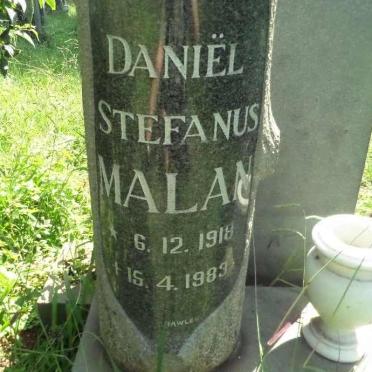 DANIËL
STEFANUS
MALAN
* 6. 12. 1918
† 15. 4. 1983